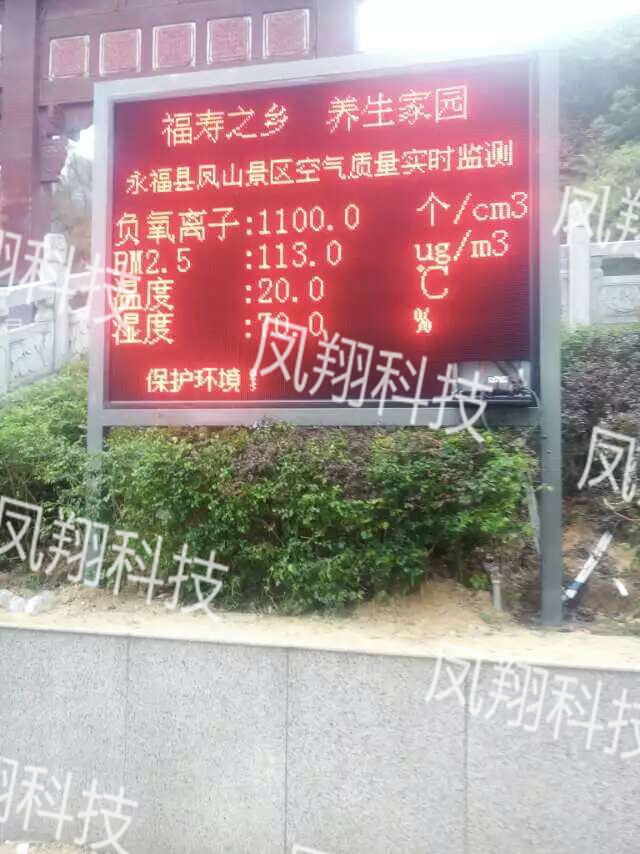 福寿之乡 养生家园
永福县凤山景区空气质量实时监测
负氧离子:1100.0 个/cm3
PM2.5 :113.0 ug/m3
温度 :20.0 ℃
湿度 :70.0 %
保护环境!
凤翔科技
凤翔科技
凤翔科技
凤翔科技